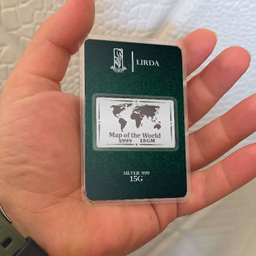 LIRDA
Map of the World
S999 15GM
SILVER 999
15G